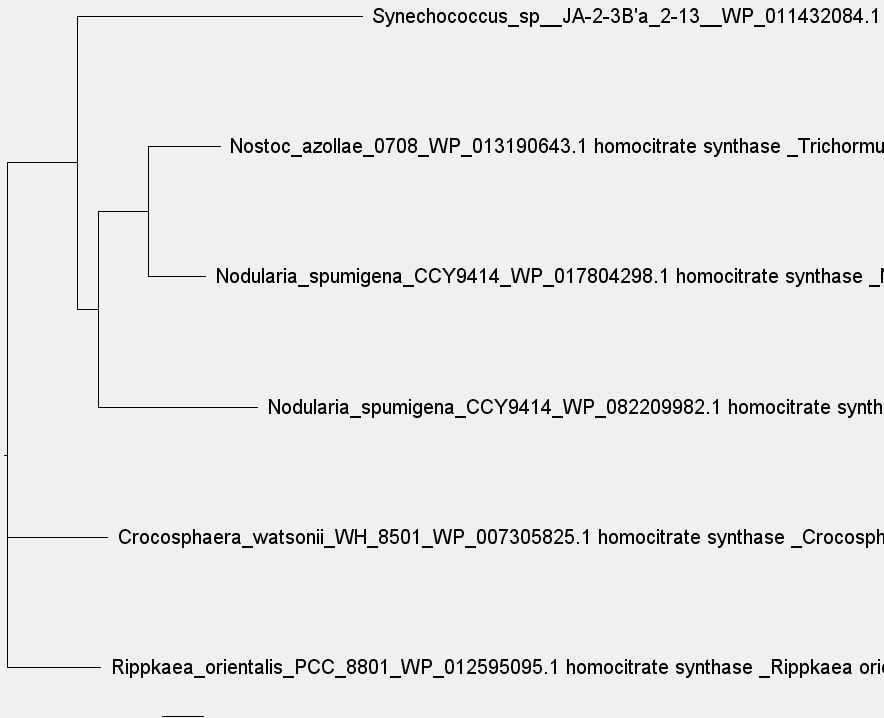 Synechococcus_sp__JA-2-3B'a_2-13__WP_011432084.1
Nostoc_azollae_0708_WP_013190643.1 homocitrate synthase _Trichormu
Nodularia_spumigena_CCY9414_WP_017804298.1 homocitrate synthase _N
Nodularia_spumigena_CCY9414_WP_082209982.1 homocitrate synth
Crocosphaera_watsonii_WH_8501_WP_007305825.1 homocitrate synthase _Crocosph
Rippkaea_orientalis_PCC_8801_WP_012595095.1 homocitrate synthase _Rippkaea orie